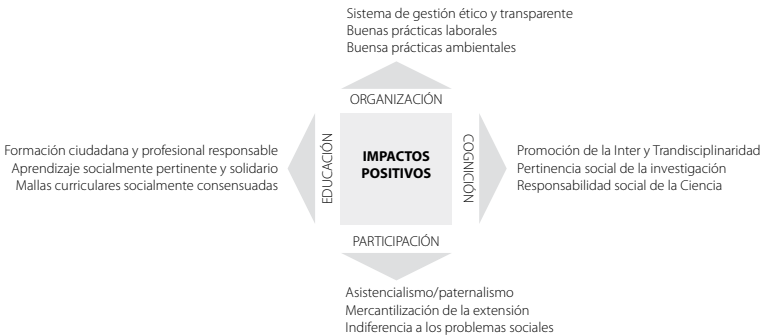 Sistema de gestión ético y transparente
Buenas prácticas laborales
Buensa prácticas ambientales
ORGANIZACIÓN
Formación ciudadana y profesional responsable
Aprendizaje socialmente pertinente y solidario
Mallas curriculares socialmente consensuadas
EDUCACIÓN
IMPACTOS
POSITIVOS
COGNICIÓN
Promoción de la Inter y Trandisciplinaridad
Pertinencia social de la investigación
Responsabilidad social de la Ciencia
PARTICIPACIÓN
Asistencialismo/paternalismo
Mercantilización de la extensión
Indiferencia a los problemas sociales